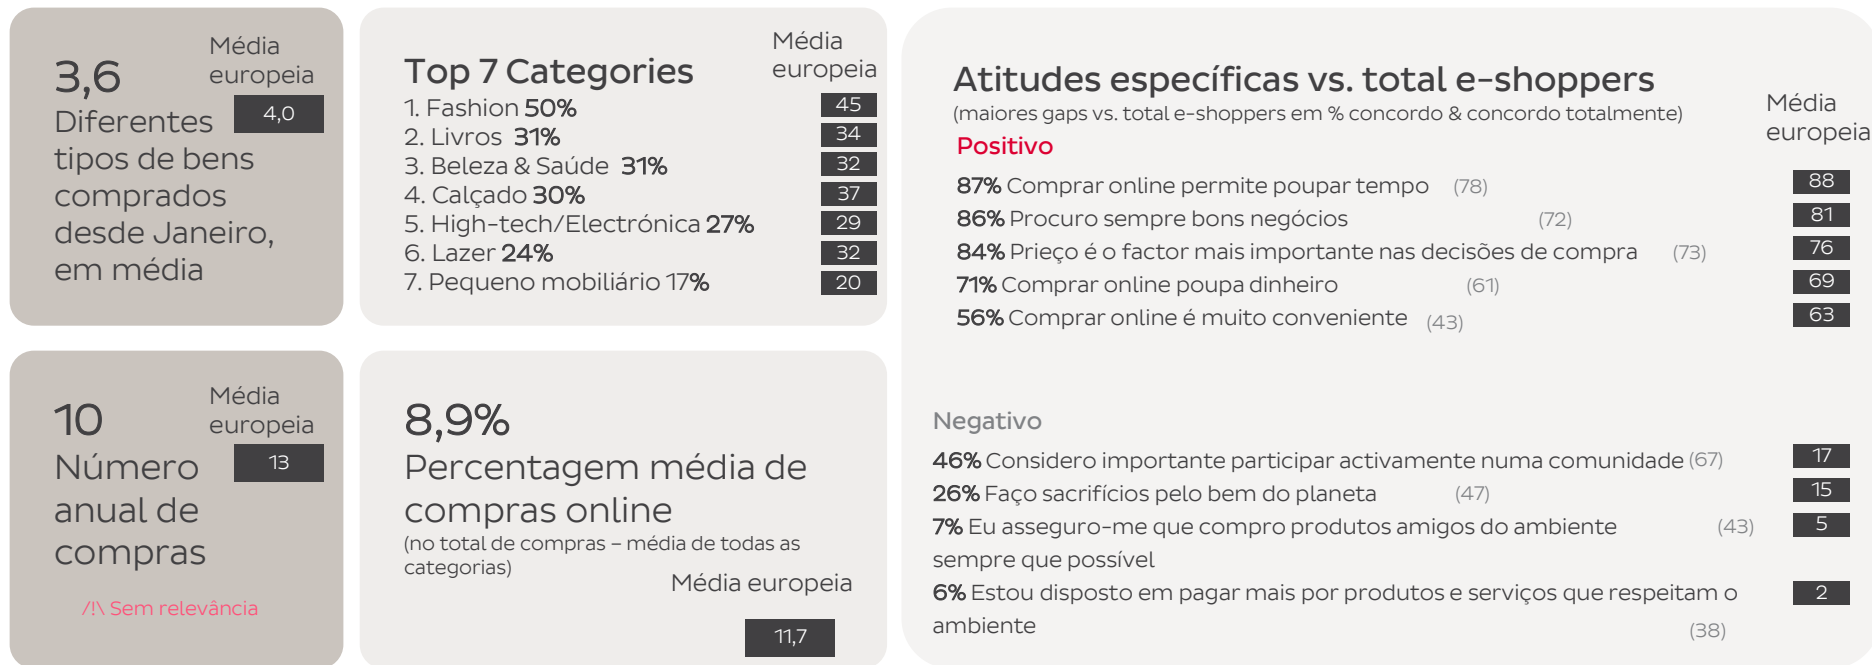 3,6
Média
europeia
4,0
Diferentes
tipos de bens
comprados
desde Janeiro,
em média
Top 7 Categories
Média
europeia
1. Fashion 50% 45
2. Livros 31% 34
3. Beleza & Saúde 31% 32
4. Calçado 30% 37
5. High-tech/Electrónica 27% 29
6. Lazer 24% 32
7. Pequeno mobiliário 17% 20
10
Média
europeia
13
Número
anual de
compras
/!\ Sem relevância
8,9%
Percentagem média de
compras online
(no total de compras – média de todas as
categorias)
Média europeia
11,7
Atitudes específicas vs. total e-shoppers
(maiores gaps vs. total e-shoppers em % concordo & concordo totalmente)
Média
europeia
Positivo
87% Comprar online permite poupar tempo (78) 88
86% Procuro sempre bons negócios (72) 81
84% Prieço é o factor mais importante nas decisões de compra (73) 76
71% Comprar online poupa dinheiro (61) 69
56% Comprar online é muito conveniente (43) 63
Negativo
46% Considero importante participar activamente numa comunidade (67) 17
26% Faço sacrifícios pelo bem do planeta (47) 15
7% Eu asseguro-me que compro produtos amigos do ambiente (43) 5
sempre que possível
6% Estou disposto em pagar mais por produtos e serviços que respeitam o 2
ambiente
(38)